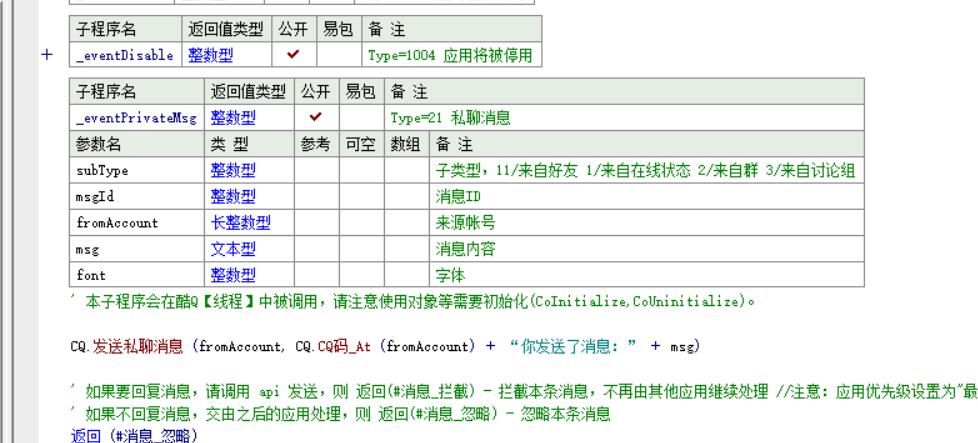 子程序名 返回值类型 公开 易包 备 注
_eventDisable 整数型 Type=1004 应用将被停用
子程序名 返回值类型 公开 易包 备 注
_eventPrivateMsg 整数型 Type=21 私聊消息
参数名 类 型 参考 可空 数组 备 注
subType 整数型 子类型，11/来自好友 1/来自在线状态 2/来自群 3/来自讨论组
msgId 整数型 消息ID
fromAccount 长整数型 来源帐号
msg 文本型 消息内容
font 整数型 字体
' 本子程序会在酷Q【线程】中被调用，请注意使用对象等需要初始化(CoInitialize,CoUninitialize)。
CQ.发送私聊消息 (fromAccount, CQ.CQ码_At (fromAccount) + “你发送了消息：” + msg)
' 如果要回复消息，请调用 api 发送，则 返回(#消息_拦截) - 拦截本条消息，不再由其他应用继续处理 //注意：应用优先级设置为"最
' 如果不回复消息，交由之后的应用处理，则 返回(#消息_忽略) - 忽略本条消息
返回 (#消息_忽略)